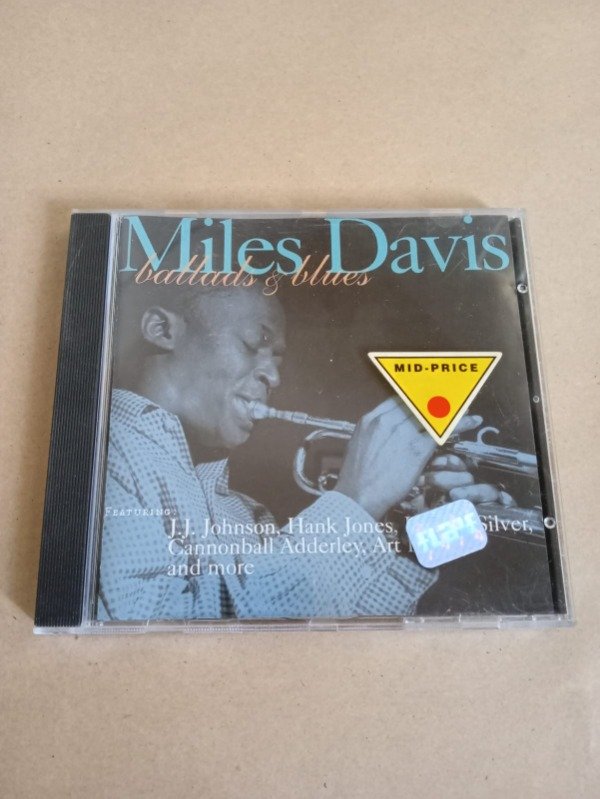 Miles Davis
ballads & blues
MID-PRICE
FEATURING:
J.J. Johnson, Hank Jones, Silver,
Cannonball Adderley, Art
and more